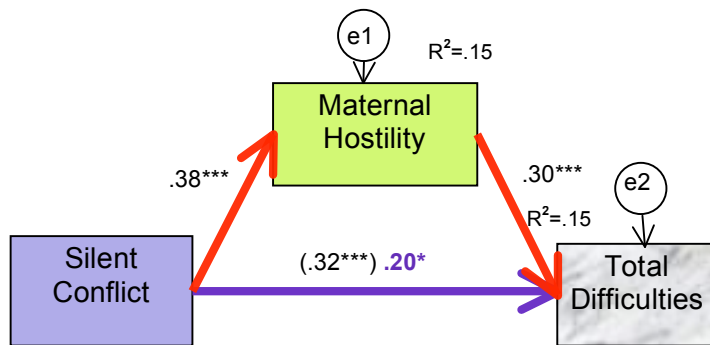 e1
R²=.15
Maternal
Hostility
.38***
.30***
e2
R²=.15
Silent
Conflict
(.32***) .20*
Total
Difficulties